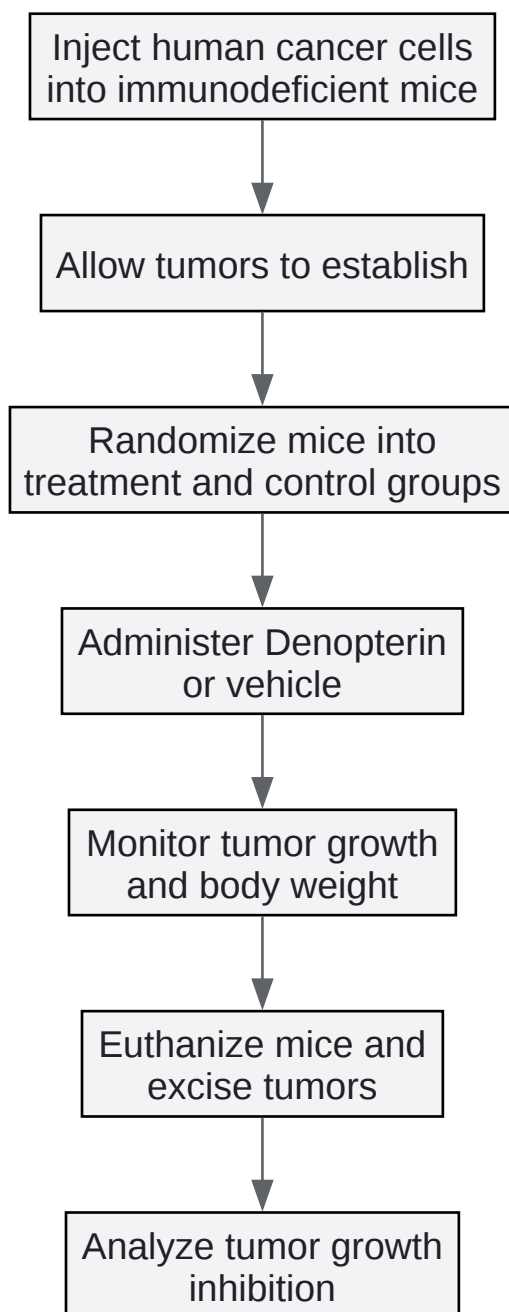 Inject human cancer cells
into immunodeficient mice
Allow tumors to establish
Randomize mice into
treatment and control groups
Administer Denopterin
or vehicle
Monitor tumor growth
and body weight
Euthanize mice and
excise tumors
Analyze tumor growth
inhibition